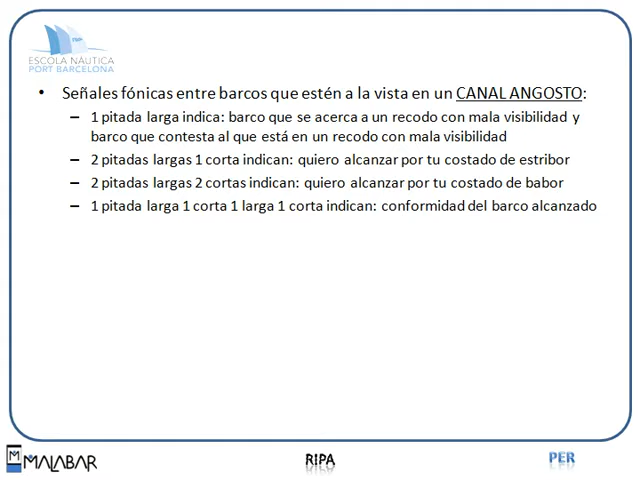 ESCOLA NÀUTICA
PORT BARCELONA
• Señales fónicas entre barcos que estén a la vista en un CANAL ANGOSTO:
– 1 pitada larga indica: barco que se acerca a un recodo con mala visibilidad y
barco que contesta al que está en un recodo con mala visibilidad
– 2 pitadas largas 1 corta indican: quiero alcanzar por tu costado de estribor
– 2 pitadas largas 2 cortas indican: quiero alcanzar por tu costado de babor
– 1 pitada larga 1 corta 1 larga 1 corta indican: conformidad del barco alcanzado
M MALABAR
RIPA
PER